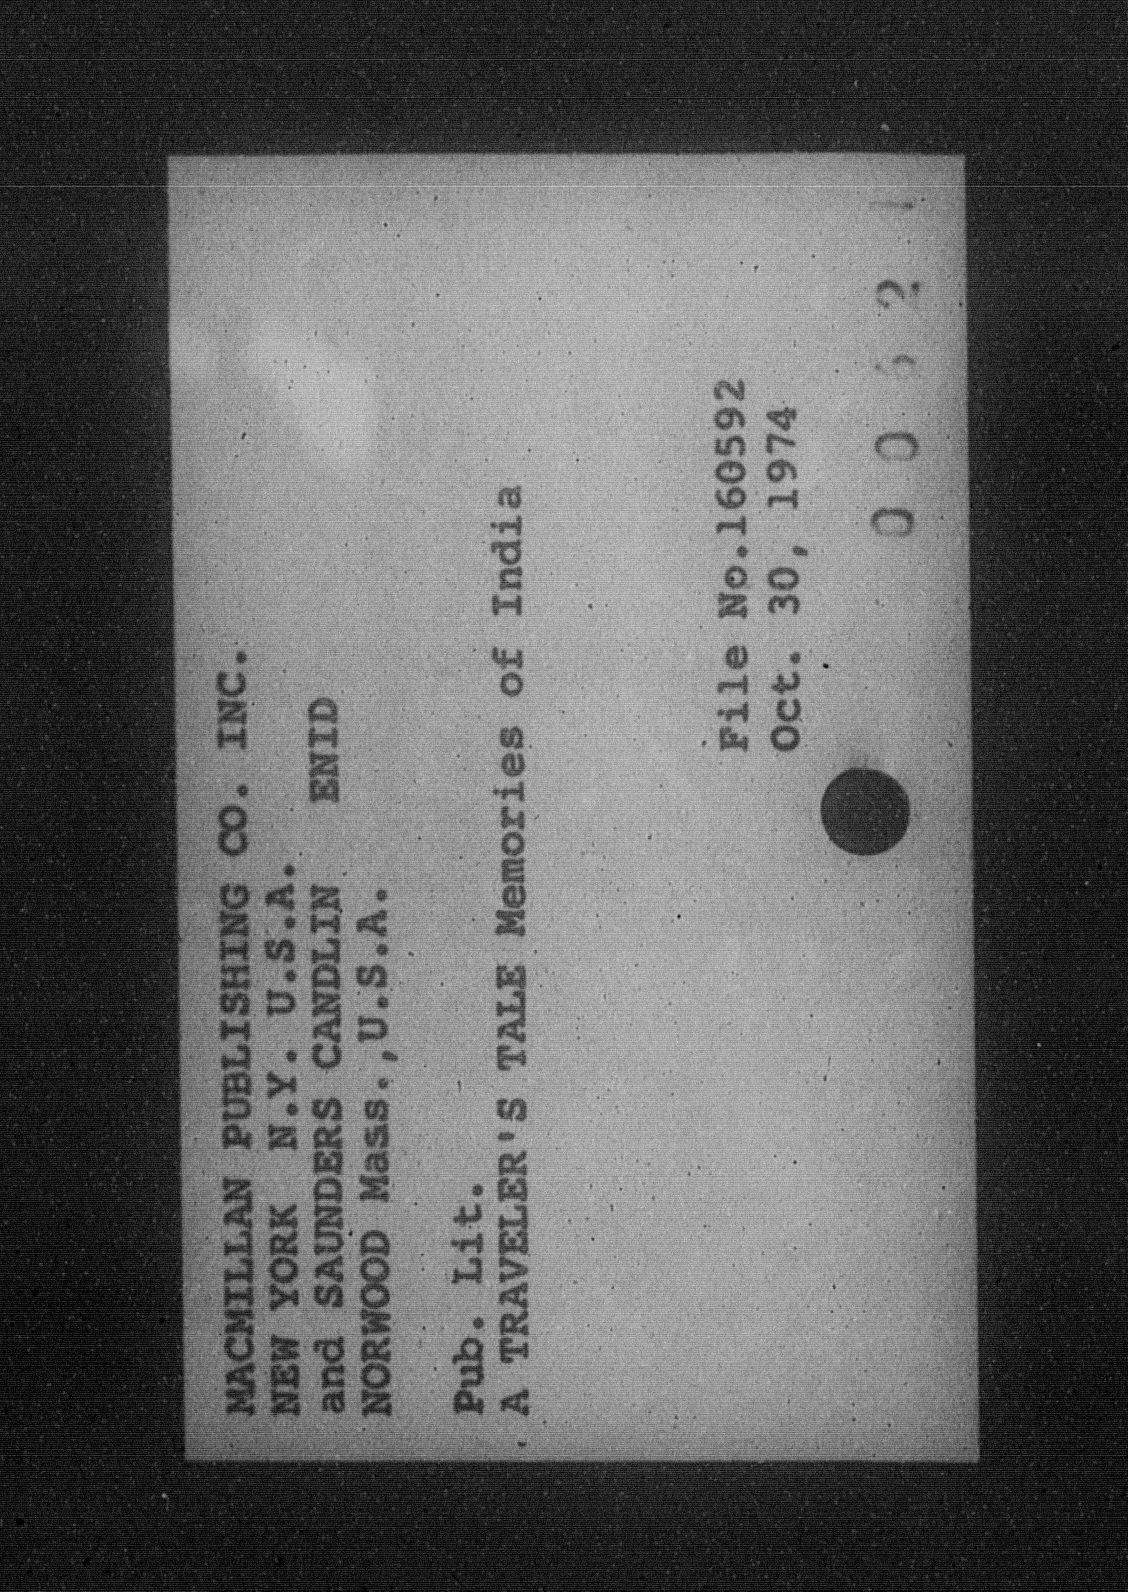 MACMILLAN PUBLISHING CO. INC.
NEW YORK N.Y. U.S.A.
and SAUNDERS CANDLIN ENID
NORWOOD Mass.,U.S.A.
Pub. Lit.
A TRAVELER'S TALE Memories of India
File No.160592
Oct. 30, 1974